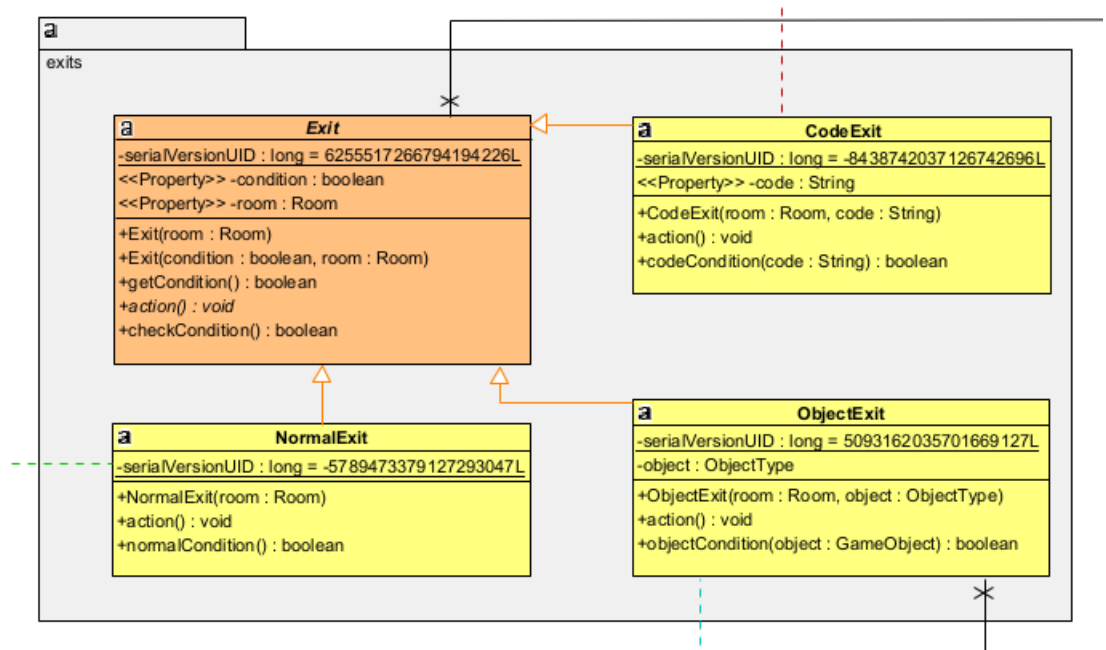 a
exits
a
Exit
-serialVersionUID : long = 6255517266794194226L
<<Property>> -condition : boolean
<<Property>> -room : Room
+Exit(room : Room)
+Exit(condition : boolean, room : Room)
+getCondition() : boolean
+action() : void
+checkCondition() : boolean
a
CodeExit
-serialVersionUID : long = -8438742037126742696L
<<Property>> -code : String
+CodeExit(room : Room, code : String)
+action() : void
+codeCondition(code : String) : boolean
a
NormalExit
-serialVersionUID : long = -5789473379127293047L
+NormalExit(room : Room)
+action() : void
+normalCondition() : boolean
a
ObjectExit
-serialVersionUID : long = 5093162035701669127L
-object : ObjectType
+ObjectExit(room : Room, object : ObjectType)
+action() : void
+objectCondition(object : GameObject) : boolean